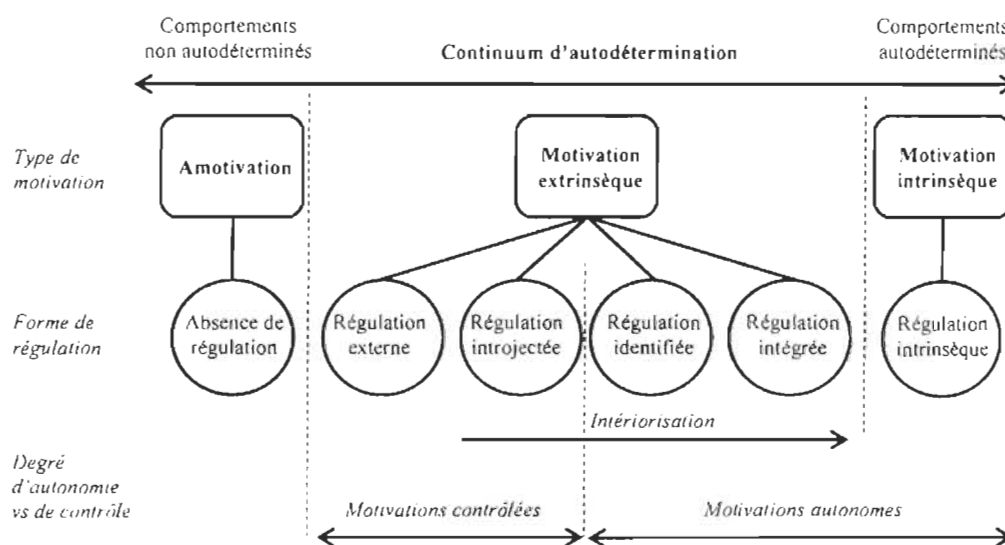 Comportements
non autodéterminés
Continuum d'autodétermination
Comportements
autodéterminés
Type de
motivation
Amotivation
Motivation
extrinsèque
Motivation
intrinsèque
Forme de
régulation
Absence de
régulation
Régulation
externe
Régulation
introjectée
Régulation
identifiée
Régulation
intégrée
Régulation
intrinsèque
Intériorisation
Degré
d'autonomie
vs de contrôle
Motivations contrôlées
Motivations autonomes